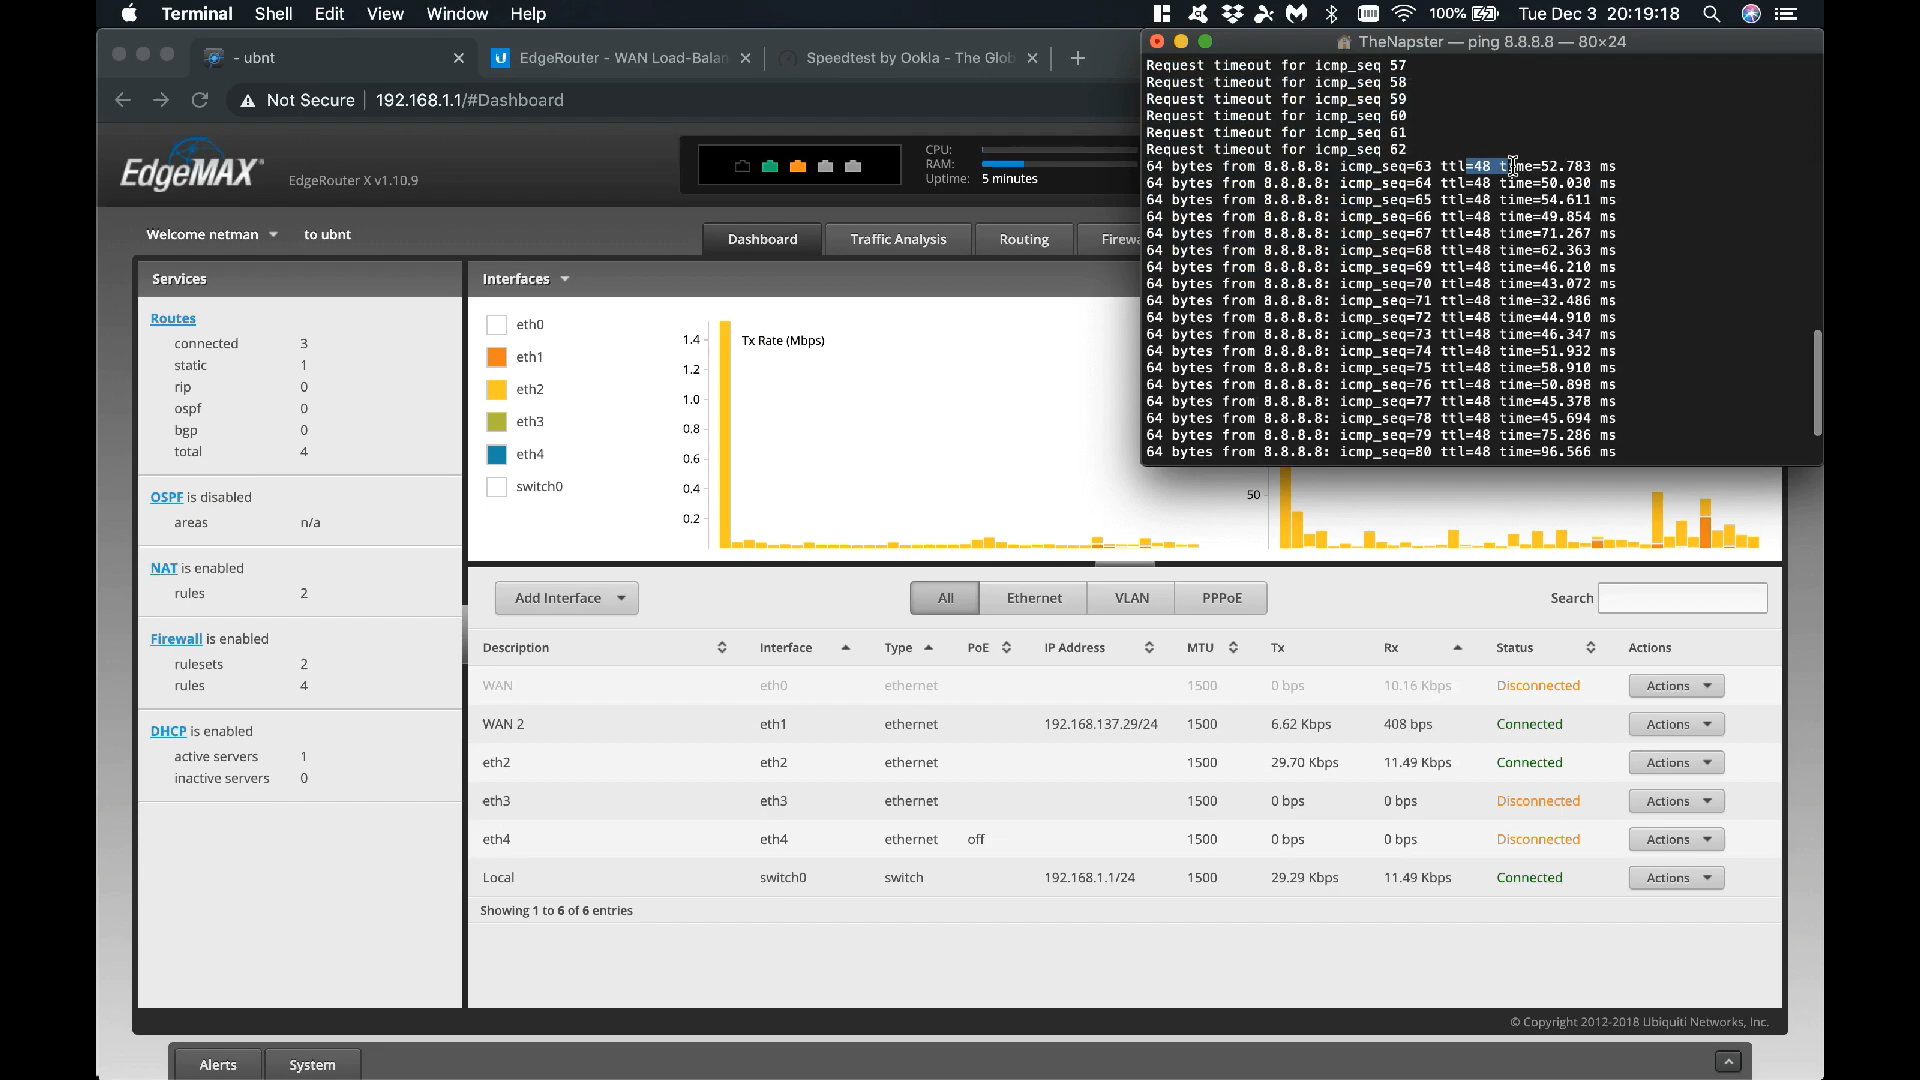 Terminal Shell Edit View Window Help 100% Tue Dec 3 20:19:18
- ubnt
EdgeRouter - WAN Load-Balan
Speedtest by Ookla - The Glob
Not Secure 192.168.1.1/#Dashboard
TheNapster — ping 8.8.8.8 — 80×24
Request timeout for icmp_seq 57
Request timeout for icmp_seq 58
Request timeout for icmp_seq 59
Request timeout for icmp_seq 60
Request timeout for icmp_seq 61
Request timeout for icmp_seq 62
64 bytes from 8.8.8.8: icmp_seq=63 ttl=48 time=52.783 ms
64 bytes from 8.8.8.8: icmp_seq=64 ttl=48 time=50.030 ms
64 bytes from 8.8.8.8: icmp_seq=65 ttl=48 time=54.611 ms
64 bytes from 8.8.8.8: icmp_seq=66 ttl=48 time=49.854 ms
64 bytes from 8.8.8.8: icmp_seq=67 ttl=48 time=71.267 ms
64 bytes from 8.8.8.8: icmp_seq=68 ttl=48 time=62.363 ms
64 bytes from 8.8.8.8: icmp_seq=69 ttl=48 time=46.210 ms
64 bytes from 8.8.8.8: icmp_seq=70 ttl=48 time=43.072 ms
64 bytes from 8.8.8.8: icmp_seq=71 ttl=48 time=32.486 ms
64 bytes from 8.8.8.8: icmp_seq=72 ttl=48 time=44.910 ms
64 bytes from 8.8.8.8: icmp_seq=73 ttl=48 time=46.347 ms
64 bytes from 8.8.8.8: icmp_seq=74 ttl=48 time=51.932 ms
64 bytes from 8.8.8.8: icmp_seq=75 ttl=48 time=58.910 ms
64 bytes from 8.8.8.8: icmp_seq=76 ttl=48 time=50.898 ms
64 bytes from 8.8.8.8: icmp_seq=77 ttl=48 time=45.378 ms
64 bytes from 8.8.8.8: icmp_seq=78 ttl=48 time=45.694 ms
64 bytes from 8.8.8.8: icmp_seq=79 ttl=48 time=75.286 ms
64 bytes from 8.8.8.8: icmp_seq=80 ttl=48 time=96.566 ms
EdgeMAX EdgeRouter X v1.10.9
CPU:
RAM:
Uptime: 5 minutes
Welcome netman to ubnt
Dashboard Traffic Analysis Routing Firewa
Services
Routes
connected 3
static 1
rip 0
ospf 0
bgp 0
total 4
OSPF is disabled
areas n/a
NAT is enabled
rules 2
Firewall is enabled
rulesets 2
rules 4
DHCP is enabled
active servers 1
inactive servers 0
Interfaces
eth0
eth1
eth2
eth3
eth4
switch0
Tx Rate (Mbps)
1.4
1.2
1.0
0.8
0.6
0.4
0.2
50
Add Interface All Ethernet VLAN PPPoE Search
Description Interface Type PoE IP Address MTU Tx Rx Status Actions
WAN eth0 ethernet 1500 0 bps 10.16 Kbps Disconnected Actions
WAN 2 eth1 ethernet 192.168.137.29/24 1500 6.62 Kbps 408 bps Connected Actions
eth2 eth2 ethernet 1500 29.70 Kbps 11.49 Kbps Connected Actions
eth3 eth3 ethernet 1500 0 bps 0 bps Disconnected Actions
eth4 eth4 ethernet off 1500 0 bps 0 bps Disconnected Actions
Local switch0 switch 192.168.1.1/24 1500 29.29 Kbps 11.49 Kbps Connected Actions
Showing 1 to 6 of 6 entries
© Copyright 2012-2018 Ubiquiti Networks, Inc.
Alerts System